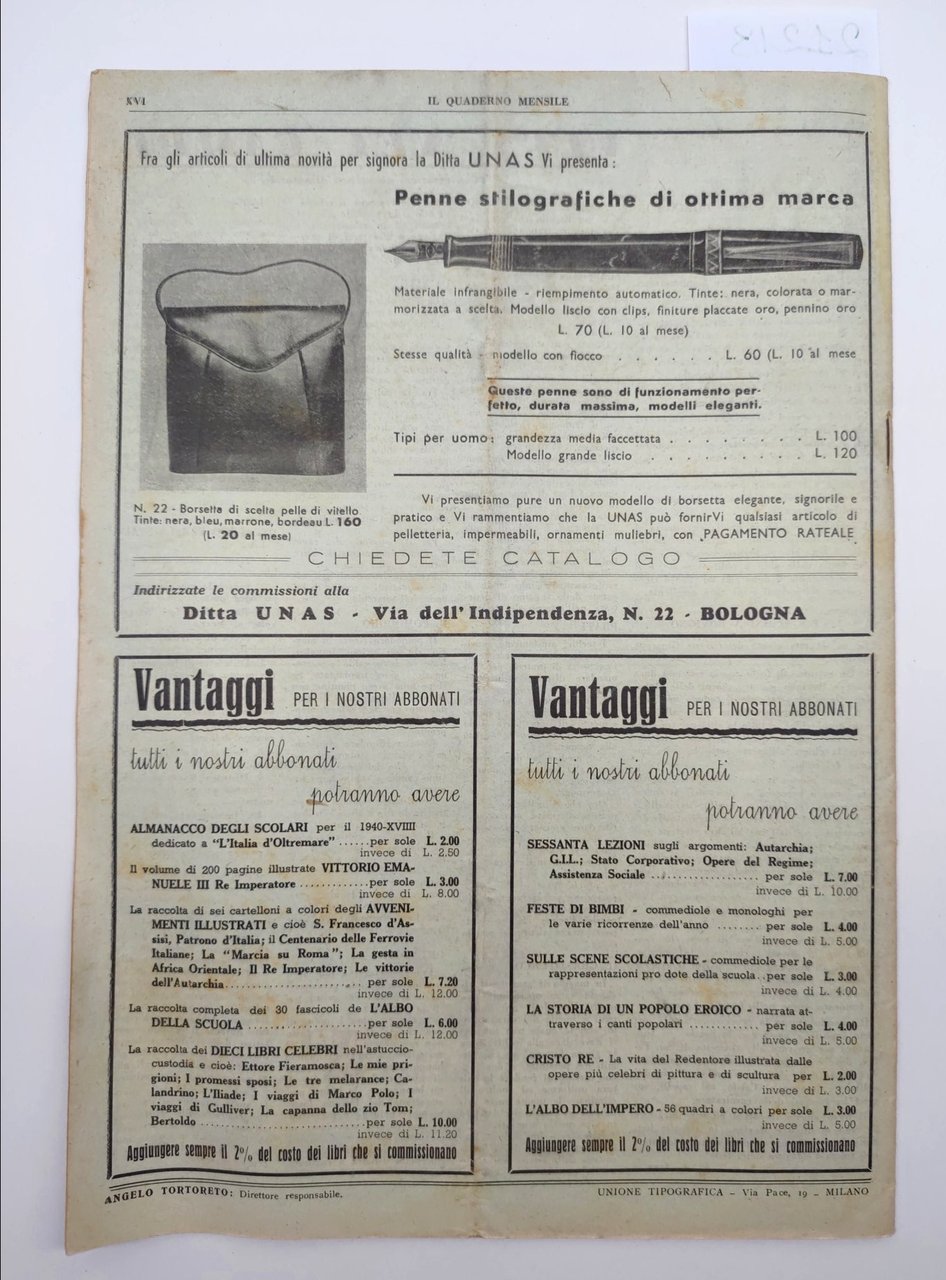 XVI IL QUADERNO MENSILE
Fra gli articoli di ultima novità per signora la Ditta UNAS Vi presenta :
Penne stilografiche di ottima marca
Materiale infrangibile - riempimento automatico. Tinte: nera, colorata o mar-
morizzata a scelta. Modello liscio con clips, finiture placcate oro, pennino oro
L. 70 (L. 10 al mese)
Stesse qualità - modello con fiocco . . . . . . L. 60 (L. 10 al mese
Queste penne sono di funzionamento per-
fetto, durata massima, modelli eleganti.
Tipi per uomo: grandezza media faccettata . . . . . . . . L. 100
Modello grande liscio . . . . . . . . . L. 120
N. 22 - Borsetta di scelta pelle di vitello
Tinte: nera, bleu, marrone, bordeau L. 160
(L. 20 al mese)
Vi presentiamo pure un nuovo modello di borsetta elegante, signorile e
pratico e Vi rammentiamo che la UNAS può fornirVi qualsiasi articolo di
pelletteria, impermeabili, ornamenti muliebri, con PAGAMENTO RATEALE
CHIEDETE CATALOGO
Indirizzate le commissioni alla
Ditta UNAS - Via dell'Indipendenza, N. 22 - BOLOGNA
Vantaggi PER I NOSTRI ABBONATI
tutti i nostri abbonati
potranno avere
ALMANACCO DEGLI SCOLARI per il 1940-XVIIII
dedicato a "L'Italia d'Oltremare" ......per sole L. 2.00
invece di L. 2.50
Il volume di 200 pagine illustrate VITTORIO EMA-
NUELE III Re Imperatore .............per sole L. 3.00
invece di L. 8.00
La raccolta di sei cartelloni a colori degli AVVENI-
MENTI ILLUSTRATI e cioè S. Francesco d'As-
sisi, Patrono d'Italia; il Centenario delle Ferrovie
Italiane; La "Marcia su Roma"; La gesta in
Africa Orientale; Il Re Imperatore; Le vittorie
dell'Autarchia......................... per sole L. 7.20
invece di L. 12.00
La raccolta completa dei 30 fascicoli de L'ALBO
DELLA SCUOLA ......................per sole L. 6.00
invece di L. 12.00
La raccolta dei DIECI LIBRI CELEBRI nell'astuccio-
custodia e cioè: Ettore Fieramosca; Le mie pri-
gioni; I promessi sposi; Le tre melarance; Ca-
landrino; L'Iliade; I viaggi di Marco Polo; I
viaggi di Gulliver; La capanna dello zio Tom;
Bertoldo ..............................per sole L. 10.00
invece di L. 11.20
Aggiungere sempre il 2% del costo dei libri che si commissionano
Vantaggi PER I NOSTRI ABBONATI
tutti i nostri abbonati
potranno avere
SESSANTA LEZIONI sugli argomenti: Autarchia;
G.I.L.; Stato Corporativo; Opere del Regime;
Assistenza Sociale .................... per sole L. 7.00
invece di L. 10.00
FESTE DI BIMBI - commediole e monologhi per
le varie ricorrenze dell'anno ........ per sole L. 4.00
invece di L. 5.00
SULLE SCENE SCOLASTICHE - commediole per le
rappresentazioni pro dote della scuola..per sole L. 3.00
invece di L. 4.00
LA STORIA DI UN POPOLO EROICO - narrata at-
traverso i canti popolari ............. per sole L. 4.00
invece di L. 5.00
CRISTO RE - La vita del Redentore illustrata dalle
opere più celebri di pittura e di scultura per L. 2.00
invece di L. 3.00
L'ALBO DELL'IMPERO - 56 quadri a colori per sole L. 3.00
invece di L. 5.00
Aggiungere sempre il 2% del costo dei libri che si commissionano
ANGELO TORTORETO: Direttore responsabile. UNIONE TIPOGRAFICA - Via Pace, 19 - MILANO